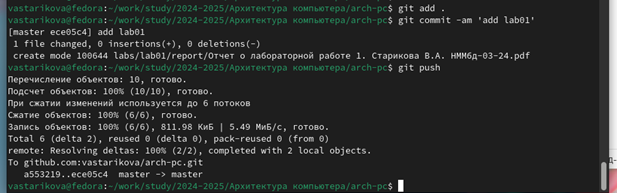 vastarikova@fedora:~/work/study/2024-2025/Архитектура компьютера/arch-pc$ git add .
vastarikova@fedora:~/work/study/2024-2025/Архитектура компьютера/arch-pc$ git commit -am 'add lab01'
[master ece05c4] add lab01
 1 file changed, 0 insertions(+), 0 deletions(-)
 create mode 100644 labs/lab01/report/Отчет о лабораторной работе 1. Старикова В.А. НММбд-03-24.pdf
vastarikova@fedora:~/work/study/2024-2025/Архитектура компьютера/arch-pc$ git push
Перечисление объектов: 10, готово.
Подсчет объектов: 100% (10/10), готово.
При сжатии изменений используется до 6 потоков
Сжатие объектов: 100% (6/6), готово.
Запись объектов: 100% (6/6), 811.98 КиБ | 5.49 МиБ/с, готово.
Total 6 (delta 2), reused 0 (delta 0), pack-reused 0 (from 0)
remote: Resolving deltas: 100% (2/2), completed with 2 local objects.
To github.com:vastarikova/arch-pc.git
   a553219..ece05c4  master -> master
vastarikova@fedora:~/work/study/2024-2025/Архитектура компьютера/arch-pc$